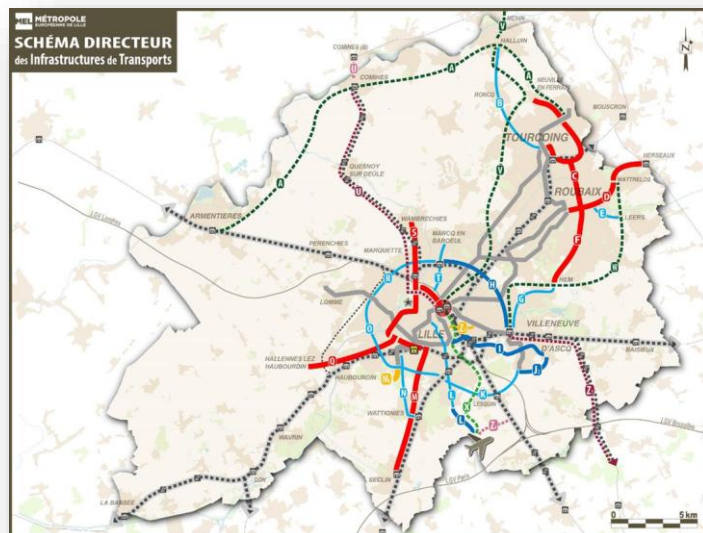 MEL MÉTROPOLE
EUROPÉENNE DE LILLE
SCHÉMA DIRECTEUR
des Infrastructures de Transports
MENIN
V
HALLUIN
COMINES (B)
U
COMINES
A
A
NEUVILLE
EN FERRAIN
RONCQ
B
MOUSCRON
TOURCOING
QUESNOY
SUR DEÛLE
V
C
HERSEAUX
A
U
ROUBAIX
D
WATTRELOS
E
LEERS
ARMENTIÈRES
WAMBRECHIES
S
MARCQ EN
BAROEUL
F
LGV Londres
PERENCHIES
MARQUETTE
R
T
H
HEM
G
LOMME
O
LILLE
Z
VILLENEUVE
D'ASCQ
BAISIEUX
I
HALLENNES LEZ
HAUBOURDIN
Q
HAUBOURDIN
J
Z
N
M
L
K
X
LESQUIN
WATTIGNIES
L
Z
WAVRIN
LGV Bruxelles
DON
SECLIN
LGV Paris
LA BASSEE
N
0
5 km